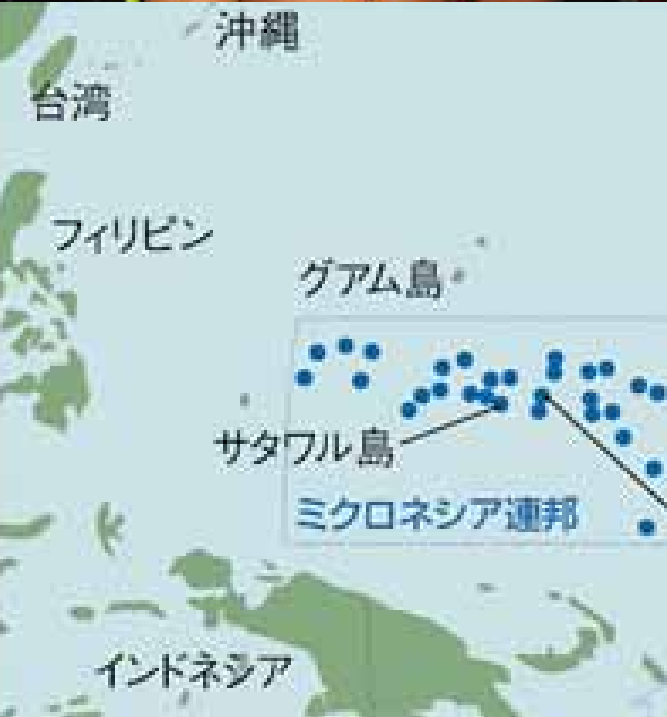 沖縄
台湾
フィリピン
グアム島
サタワル島
ミクロネシア連邦
インドネシア